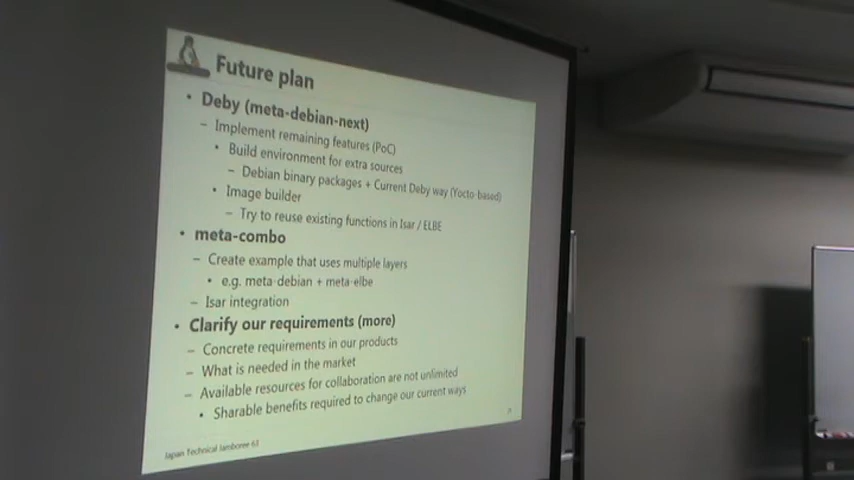 Future plan
• Deby (meta-debian-next)
– Implement remaining features (PoC)
• Build environment for extra sources
– Debian binary packages + Current Deby way (Yocto-based)
• Image builder
– Try to reuse existing functions in Isar / ELBE
• meta-combo
– Create example that uses multiple layers
• e.g. meta-debian + meta-elbe
– Isar integration
• Clarify our requirements (more)
– Concrete requirements in our products
– What is needed in the market
– Available resources for collaboration are not unlimited
• Sharable benefits required to change our current ways
Japan Technical Jamboree